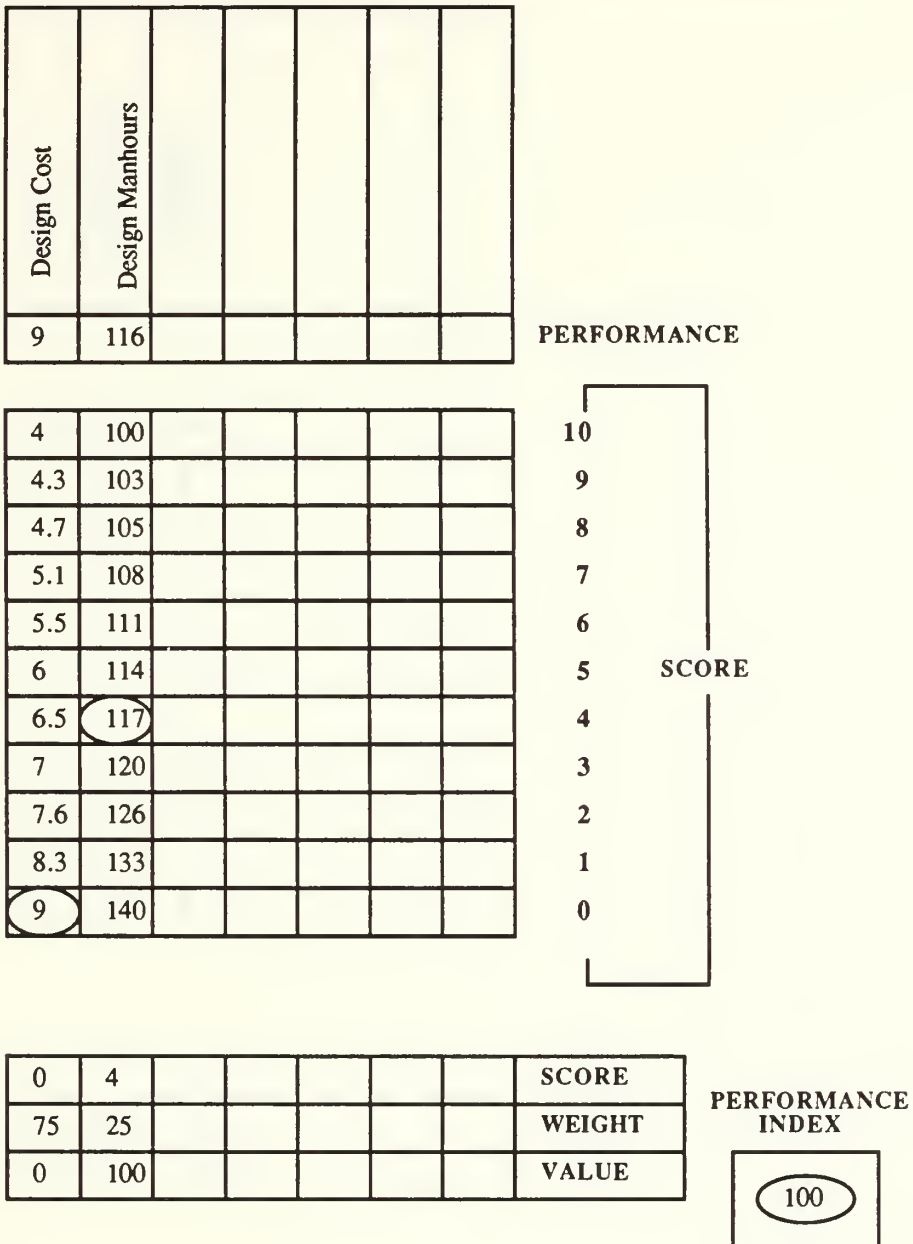 Design Cost
Design Manhours
9 116 PERFORMANCE
4 100 10
4.3 103 9
4.7 105 8
5.1 108 7
5.5 111 6
6 114 5 SCORE
6.5 117 4
7 120 3
7.6 126 2
8.3 133 1
9 140 0
0 4 SCORE
75 25 WEIGHT
0 100 VALUE
PERFORMANCE
INDEX
100